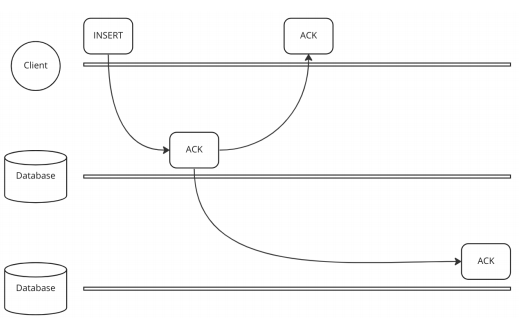 INSERT
ACK
Client
ACK
Database
ACK
Database